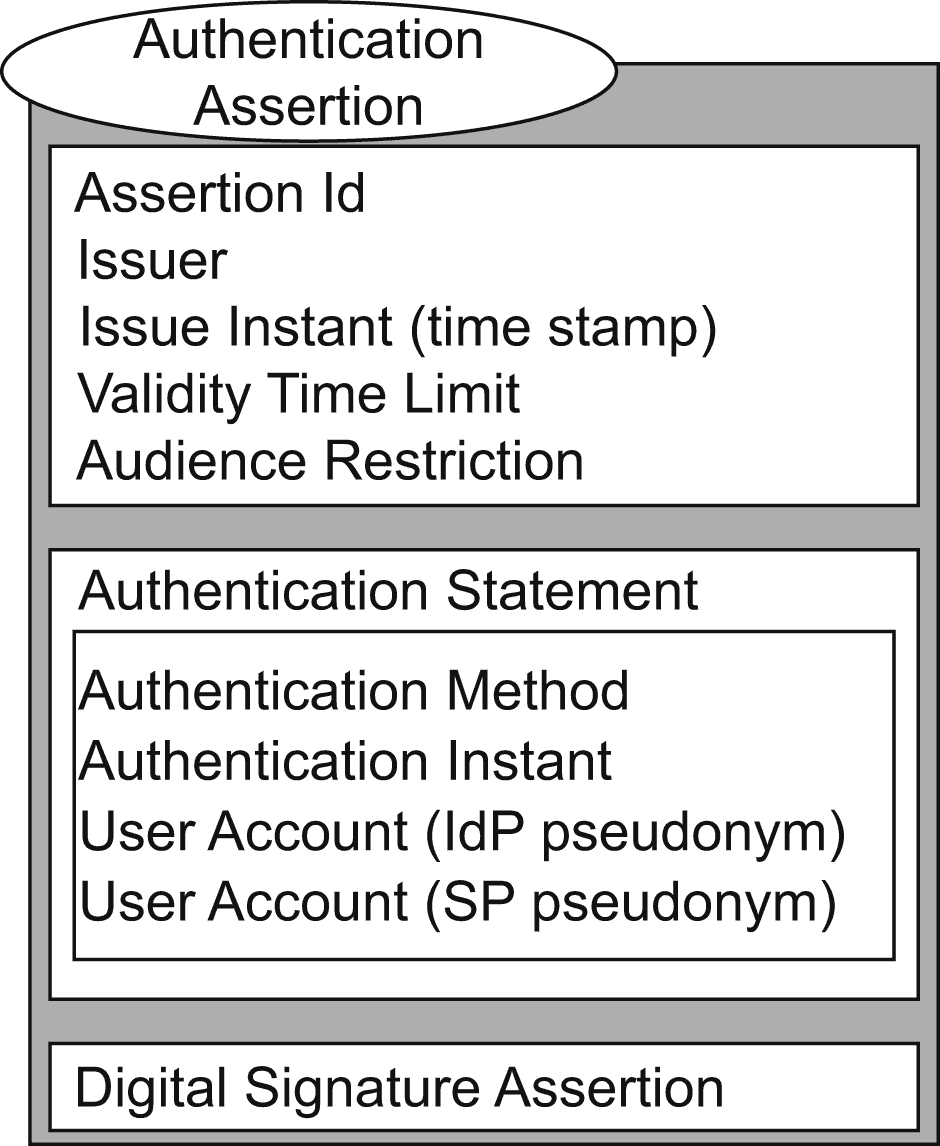 Authentication
Assertion
Assertion Id
Issuer
Issue Instant (time stamp)
Validity Time Limit
Audience Restriction
Authentication Statement
Authentication Method
Authentication Instant
User Account (IdP pseudonym)
User Account (SP pseudonym)
Digital Signature Assertion